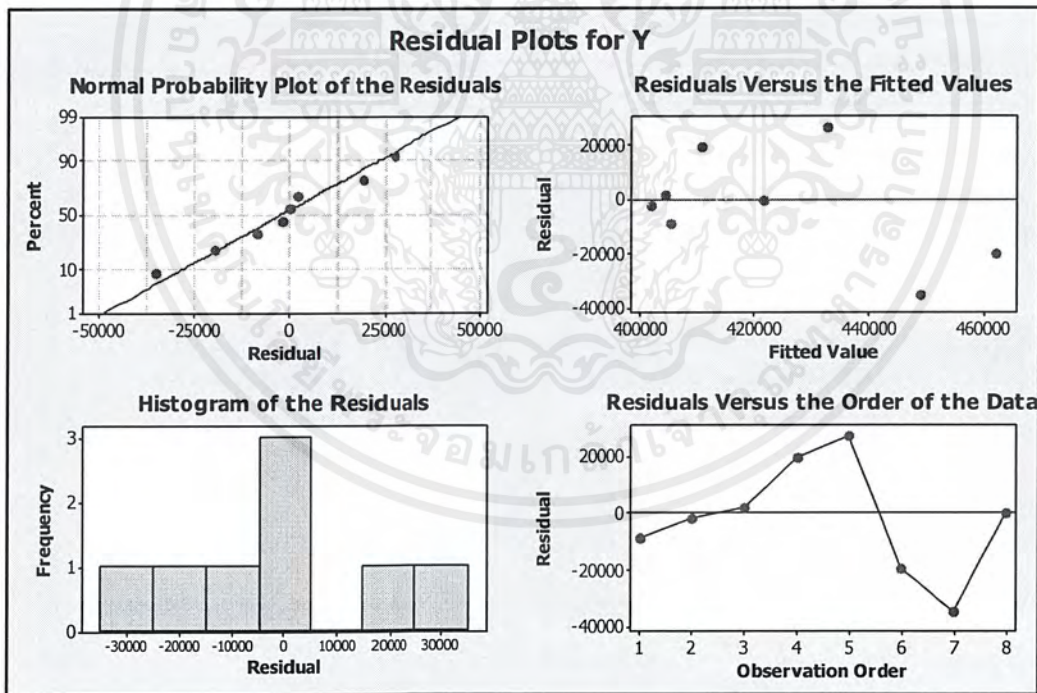 Residual Plots for Y
Normal Probability Plot of the Residuals
99
90
50
10
1
Percent
-50000 -25000 0 25000 50000
Residual
Residuals Versus the Fitted Values
20000
0
-20000
-40000
Residual
400000 420000 440000 460000
Fitted Value
Histogram of the Residuals
3
2
1
0
Frequency
-30000 -20000 -10000 0 10000 20000 30000
Residual
Residuals Versus the Order of the Data
20000
0
-20000
-40000
Residual
1 2 3 4 5 6 7 8
Observation Order